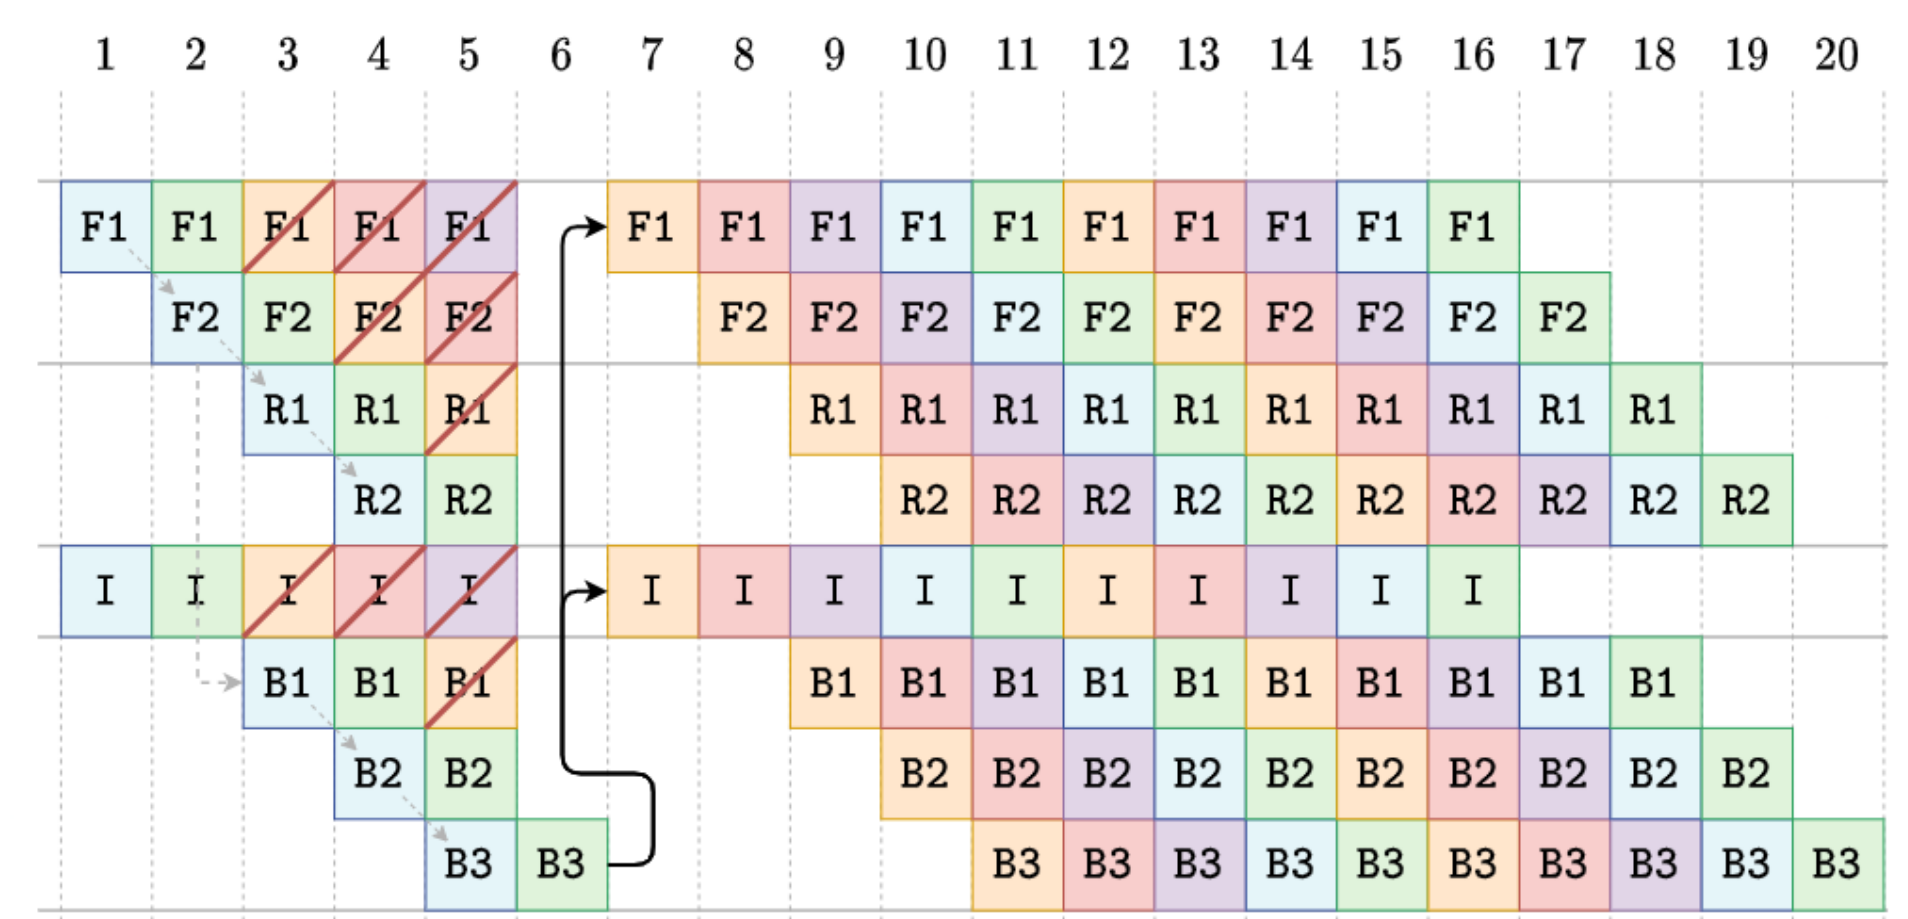 1 2 3 4 5 6 7 8 9 10 11 12 13 14 15 16 17 18 19 20
F1 F1 F1 F1 F1 F1 F1 F1 F1 F1 F1 F1 F1 F1 F1
F2 F2 F2 F2 F2 F2 F2 F2 F2 F2 F2 F2 F2 F2
R1 R1 R1 R1 R1 R1 R1 R1 R1 R1 R1 R1 R1
R2 R2 R2 R2 R2 R2 R2 R2 R2 R2 R2 R2
I I I I I I I I I I I I I I I
B1 B1 B1 B1 B1 B1 B1 B1 B1 B1 B1 B1 B1
B2 B2 B2 B2 B2 B2 B2 B2 B2 B2 B2 B2
B3 B3 B3 B3 B3 B3 B3 B3 B3 B3 B3 B3